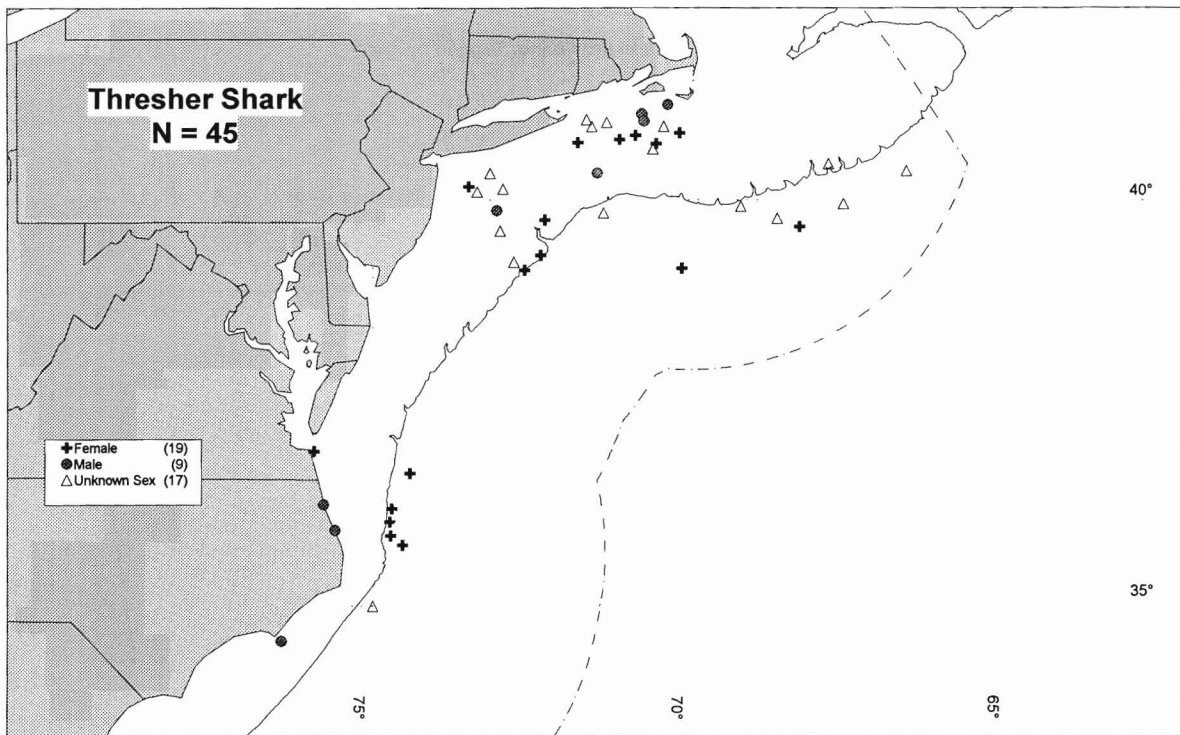 Thresher Shark
N = 45
40°
Female (19)
Male (9)
Unknown Sex (17)
35°
75°
70°
65°